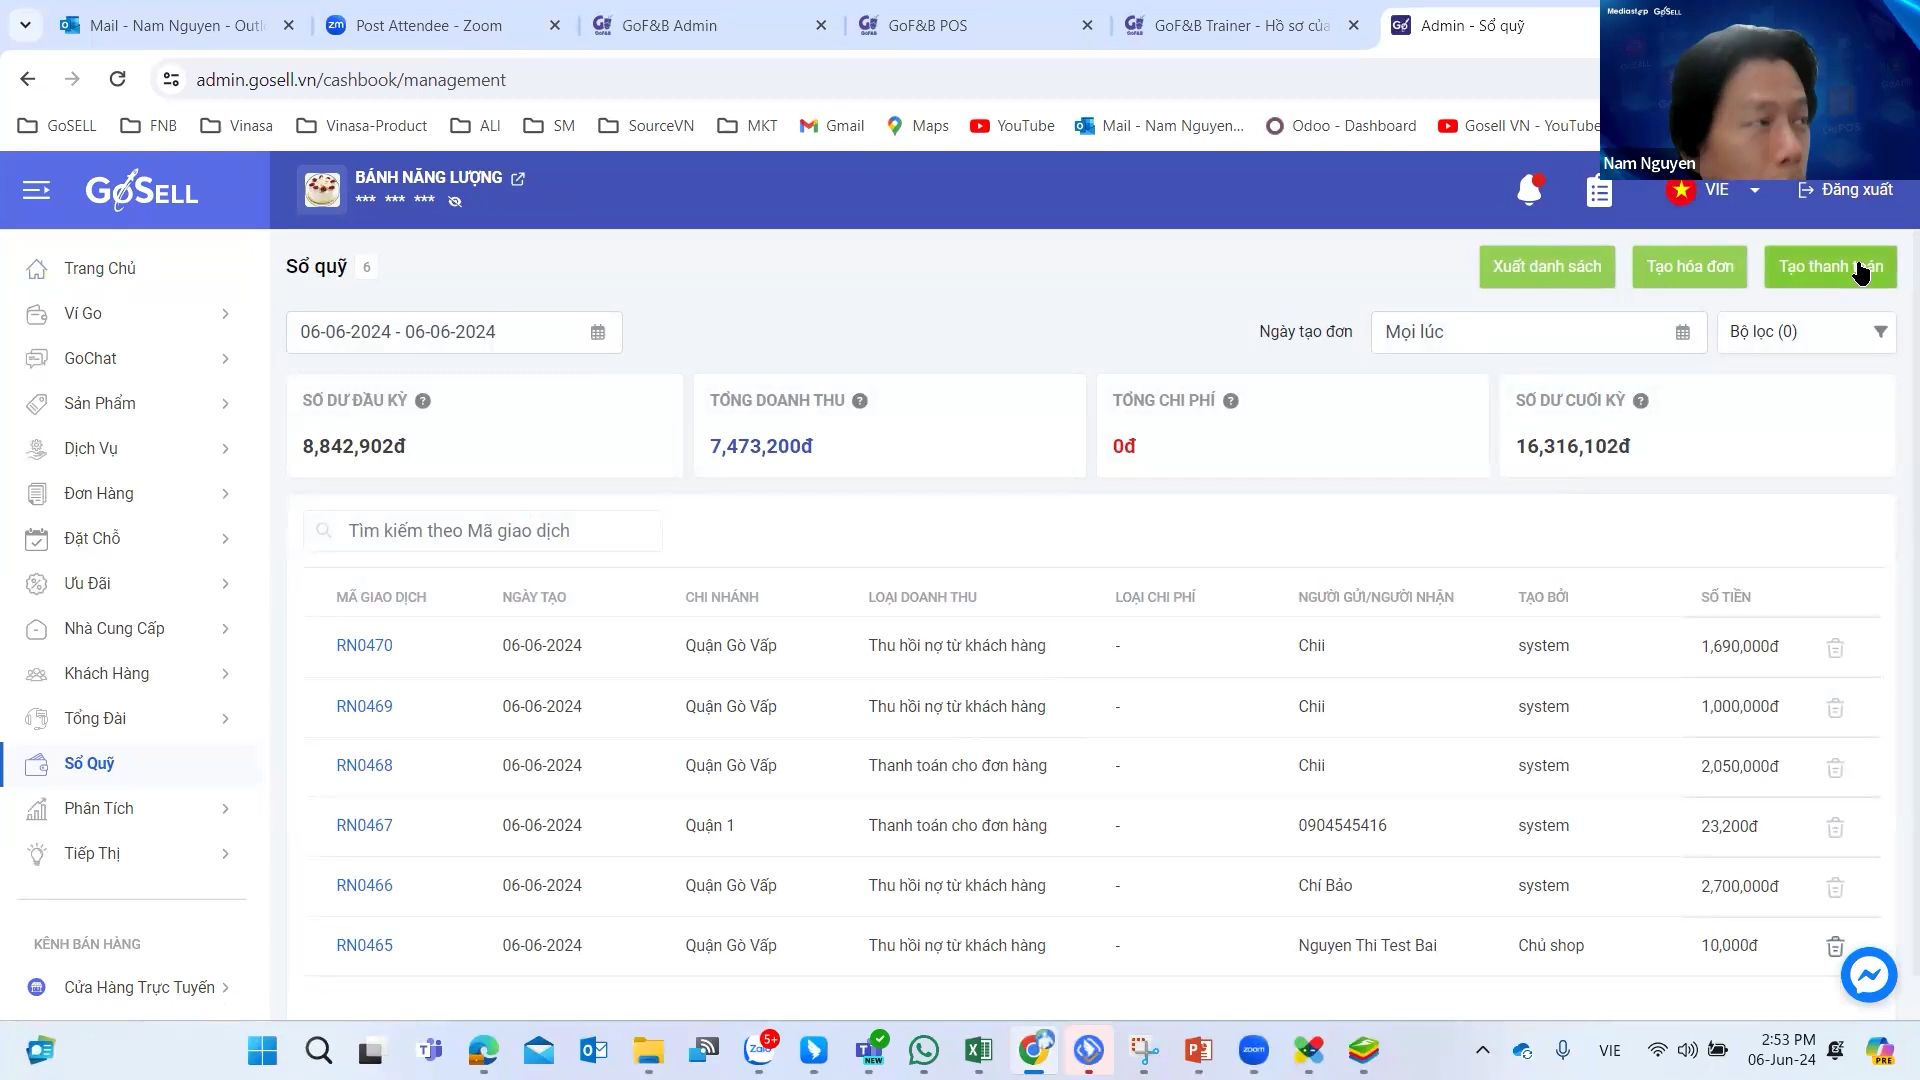 Mail - Nam Nguyen - Outl
Post Attendee - Zoom
GoF&B Admin
GoF&B POS
GoF&B Trainer - Hồ sơ củ
Admin - Sổ quỹ
Mediastep GoSELL
admin.gosell.vn/cashbook/management
GoSELL
FNB
Vinasa
Vinasa-Product
ALI
SM
SourceVN
MKT
Gmail
Maps
YouTube
Mail - Nam Nguyen...
Odoo - Dashboard
Gosell VN - YouTube
Nam Nguyen
GoSELL
BÁNH NĂNG LƯỢNG
*** *** ***
VIE
Đăng xuất
Trang Chủ
Ví Go
GoChat
Sản Phẩm
Dịch Vụ
Đơn Hàng
Đặt Chỗ
Ưu Đãi
Nhà Cung Cấp
Khách Hàng
Tổng Đài
Sổ Quỹ
Phân Tích
Tiếp Thị
KÊNH BÁN HÀNG
Cửa Hàng Trực Tuyến
Sổ quỹ 6
Xuất danh sách
Tạo hóa đơn
Tạo thanh toán
06-06-2024 - 06-06-2024
Ngày tạo đơn
Mọi lúc
Bộ lọc (0)
SỐ DƯ ĐẦU KỲ
8,842,902đ
TỔNG DOANH THU
7,473,200đ
TỔNG CHI PHÍ
0đ
SỐ DƯ CUỐI KỲ
16,316,102đ
Tìm kiếm theo Mã giao dịch
MÃ GIAO DỊCH NGÀY TẠO CHI NHÁNH LOẠI DOANH THU LOẠI CHI PHÍ NGƯỜI GỬI/NGƯỜI NHẬN TẠO BỞI SỐ TIỀN
RN0470 06-06-2024 Quận Gò Vấp Thu hồi nợ từ khách hàng - Chii system 1,690,000đ
RN0469 06-06-2024 Quận Gò Vấp Thu hồi nợ từ khách hàng - Chii system 1,000,000đ
RN0468 06-06-2024 Quận Gò Vấp Thanh toán cho đơn hàng - Chii system 2,050,000đ
RN0467 06-06-2024 Quận 1 Thanh toán cho đơn hàng - 0904545416 system 23,200đ
RN0466 06-06-2024 Quận Gò Vấp Thu hồi nợ từ khách hàng - Chí Bảo system 2,700,000đ
RN0465 06-06-2024 Quận Gò Vấp Thu hồi nợ từ khách hàng - Nguyen Thi Test Bai Chủ shop 10,000đ
5+
Zalo
NEW
zoom
VIE
2:53 PM
06-Jun-24
PRE